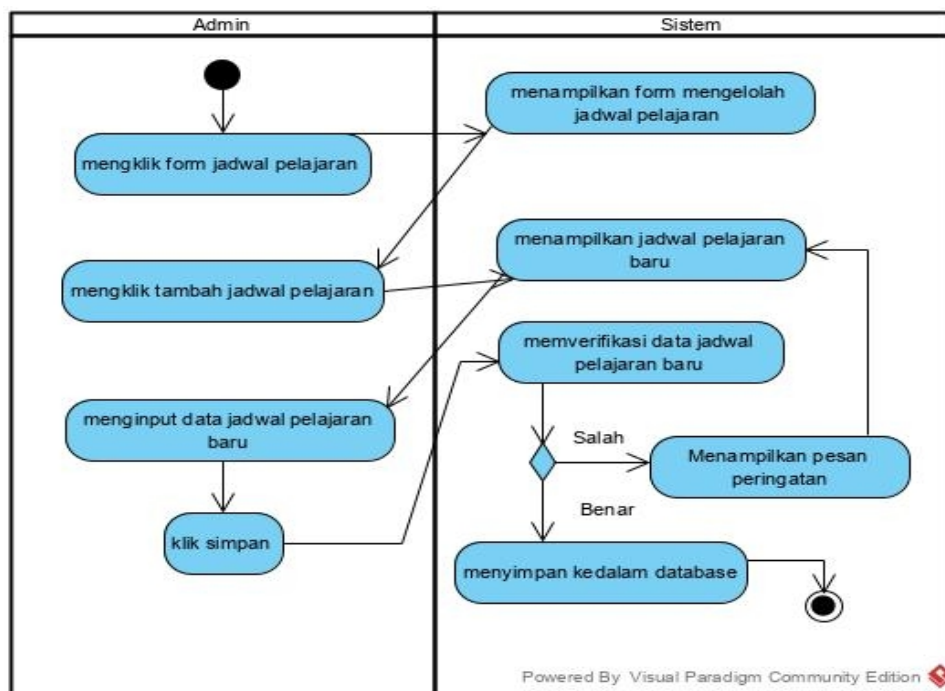 Admin
Sistem
menampilkan form mengelolah
jadwal pelajaran
mengklik form jadwal pelajaran
menampilkan jadwal pelajaran
baru
mengklik tambah jadwal pelajaran
memverifikasi data jadwal
pelajaran baru
menginput data jadwal pelajaran
baru
Salah
Menampilkan pesan
peringatan
Benar
klik simpan
menyimpan kedalam database
Powered By Visual Paradigm Community Edition